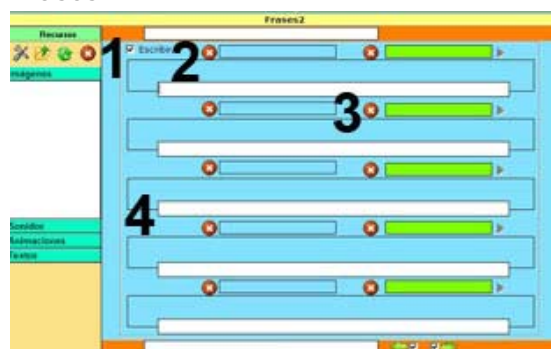 Frases2
Recursos
1
Escribir
2
Imágenes
3
4
Sonidos
Animaciones
Textos